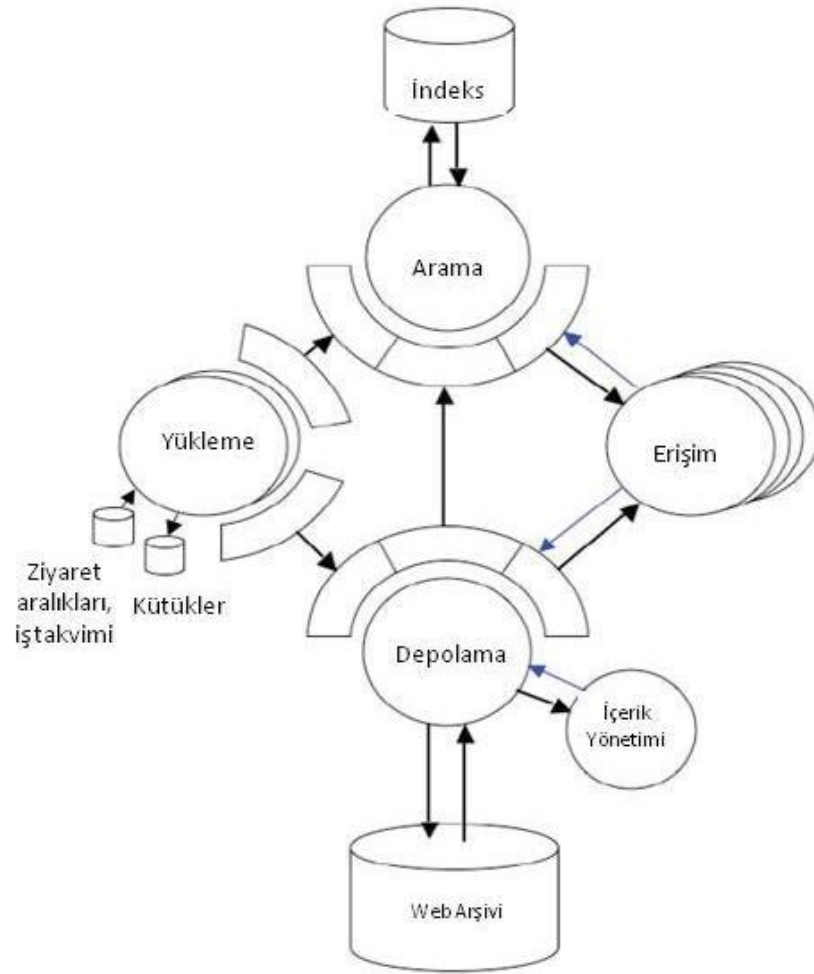 İndeks
Arama
Yükleme
Erişim
Ziyaret
aralıkları,
iştakvimi
Kütükler
Depolama
İçerik
Yönetimi
Web Arşivi